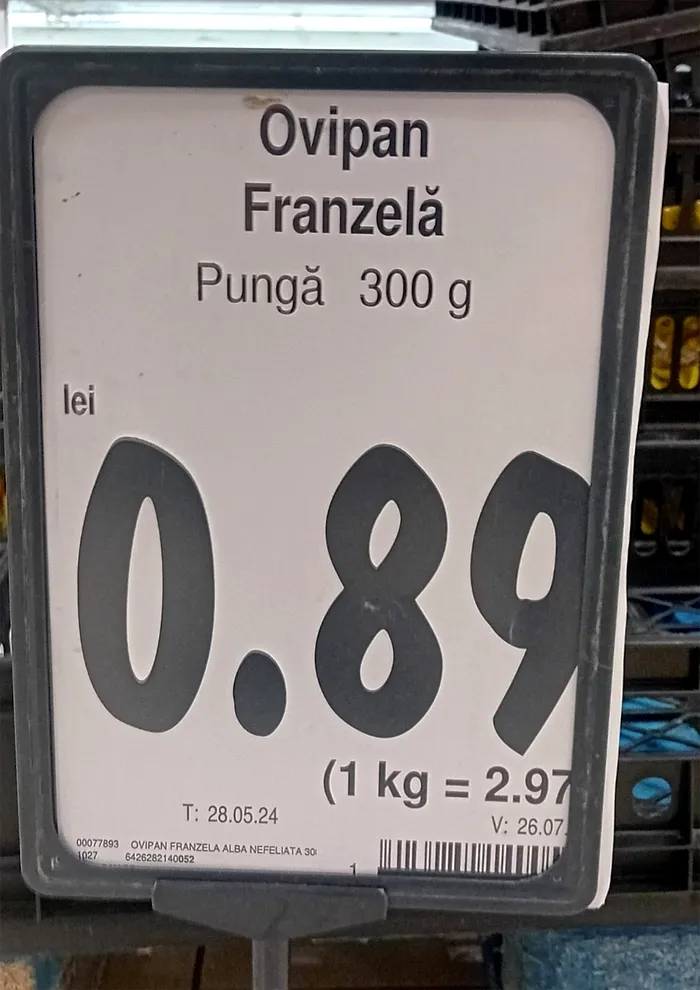 Ovipan
Franzelă
Pungă 300 g
lei
0.89
(1 kg = 2.97
T: 28.05.24
V: 26.07.
00077893 OVIPAN FRANZELA ALBA NEFELIATA 30
1027 6426282140052
1